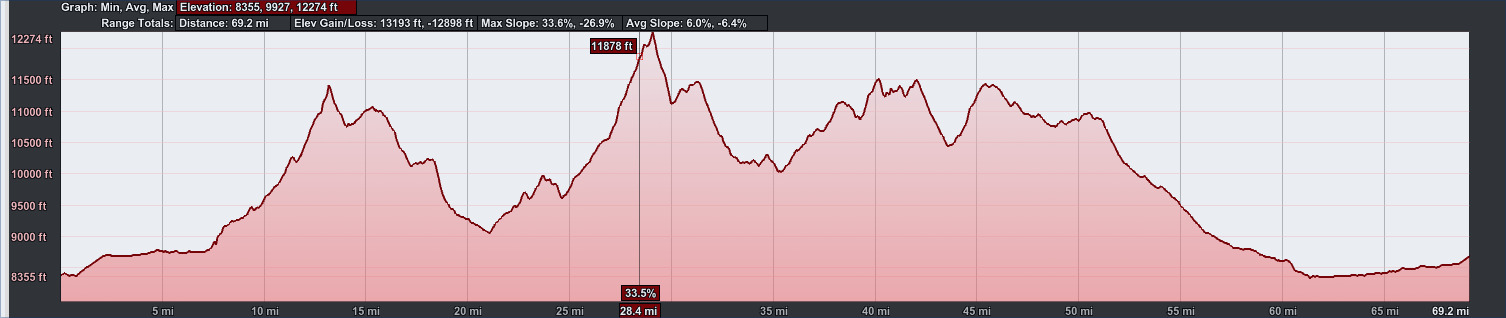 Graph: Min, Avg, Max Elevation: 8355, 9927, 12274 ft
Range Totals: Distance: 69.2 mi Elev Gain/Loss: 13193 ft, -12898 ft Max Slope: 33.6%, -26.9% Avg Slope: 6.0%, -6.4%
12274 ft
11878 ft
11500 ft
11000 ft
10500 ft
10000 ft
9500 ft
9000 ft
8355 ft
33.5%
5 mi 10 mi 15 mi 20 mi 25 mi 28.4 mi 35 mi 40 mi 45 mi 50 mi 55 mi 60 mi 65 mi 69.2 mi